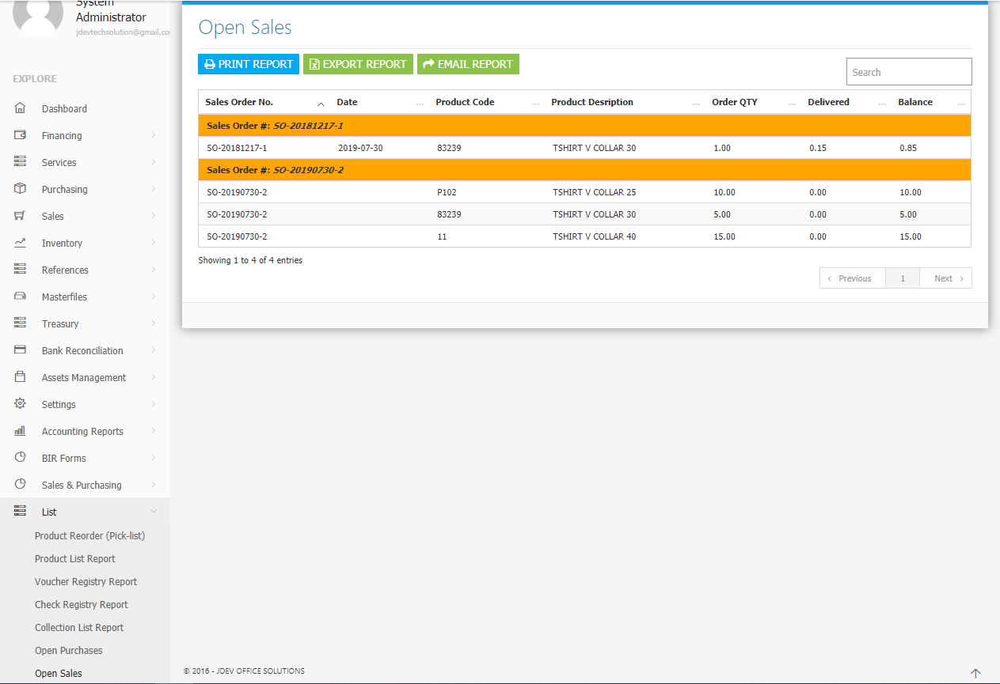 System
Administrator
jdevtechsolution@gmail.co
EXPLORE
Dashboard
Financing
Services
Purchasing
Sales
Inventory
References
Masterfiles
Treasury
Bank Reconciliation
Assets Management
Settings
Accounting Reports
BIR Forms
Sales & Purchasing
List
Product Reorder (Pick-list)
Product List Report
Voucher Registry Report
Check Registry Report
Collection List Report
Open Purchases
Open Sales
Open Sales
PRINT REPORT EXPORT REPORT EMAIL REPORT
Search
Sales Order No. Date Product Code Product Desription Order QTY Delivered Balance
Sales Order #: SO-20181217-1
SO-20181217-1 2019-07-30 83239 TSHIRT V COLLAR 30 1.00 0.15 0.85
Sales Order #: SO-20190730-2
SO-20190730-2 P102 TSHIRT V COLLAR 25 10.00 0.00 10.00
SO-20190730-2 83239 TSHIRT V COLLAR 30 5.00 0.00 5.00
SO-20190730-2 11 TSHIRT V COLLAR 40 15.00 0.00 15.00
Showing 1 to 4 of 4 entries
Previous 1 Next
© 2016 - JDEV OFFICE SOLUTIONS